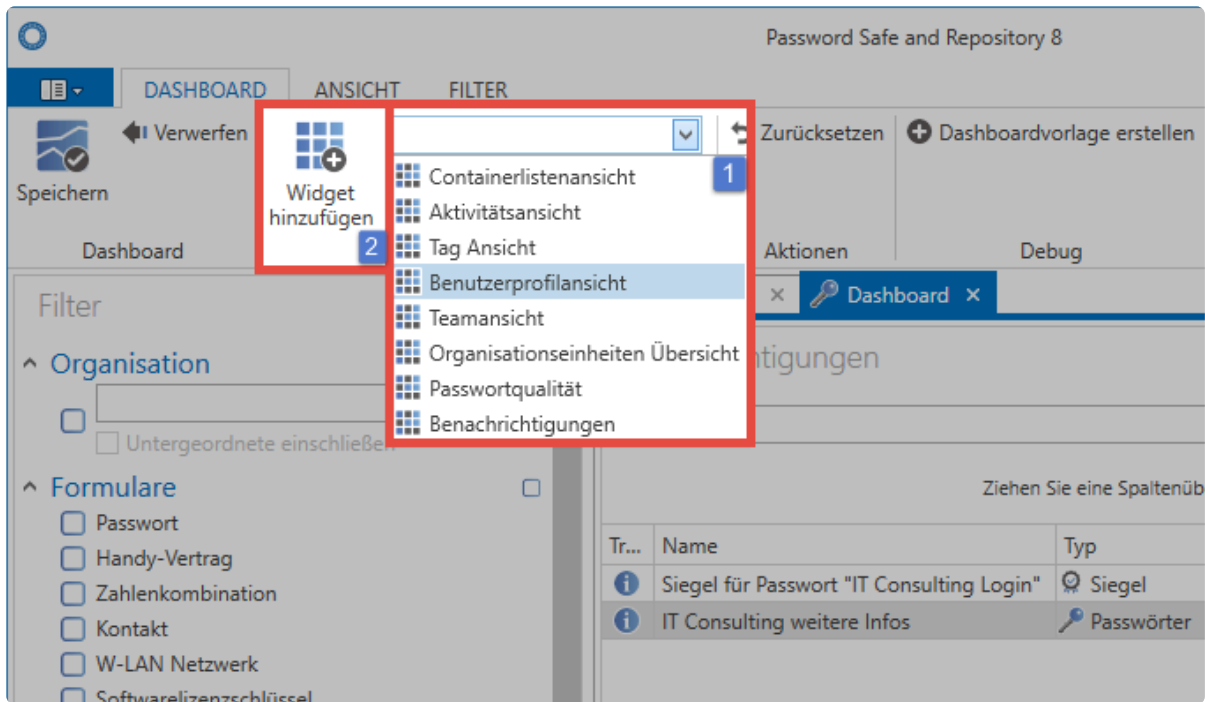 Password Safe and Repository 8
DASHBOARD ANSICHT FILTER
Verwerfen
Speichern
Dashboard
Widget
hinzufügen
2
1
Containerlistenansicht
Aktivitätsansicht
Tag Ansicht
Benutzerprofilansicht
Teamansicht
Organisationseinheiten Übersicht
Passwortqualität
Benachrichtigungen
Zurücksetzen
Dashboardvorlage erstellen
Aktionen
Debug
Dashboard
Filter
Organisation
Untergeordnete einschließen
Formulare
Passwort
Handy-Vertrag
Zahlenkombination
Kontakt
W-LAN Netzwerk
Softwarelizenzschlüssel
tigungen
Ziehen Sie eine Spaltenüb
Tr... Name Typ
Siegel für Passwort "IT Consulting Login" Siegel
IT Consulting weitere Infos Passwörter